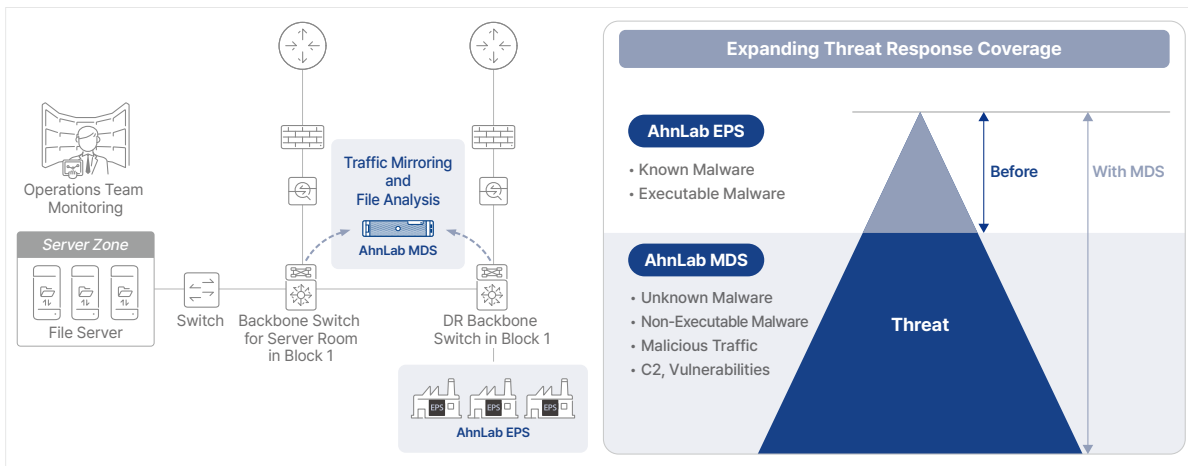 Operations Team
Monitoring
Server Zone
File Server
Switch
Backbone Switch
for Server Room
in Block 1
Traffic Mirroring
and
File Analysis
AhnLab MDS
DR Backbone
Switch in Block 1
EPS
EPS
EPS
AhnLab EPS
Expanding Threat Response Coverage
AhnLab EPS
• Known Malware
• Executable Malware
Before
With MDS
AhnLab MDS
• Unknown Malware
• Non-Executable Malware
• Malicious Traffic
• C2, Vulnerabilities
Threat